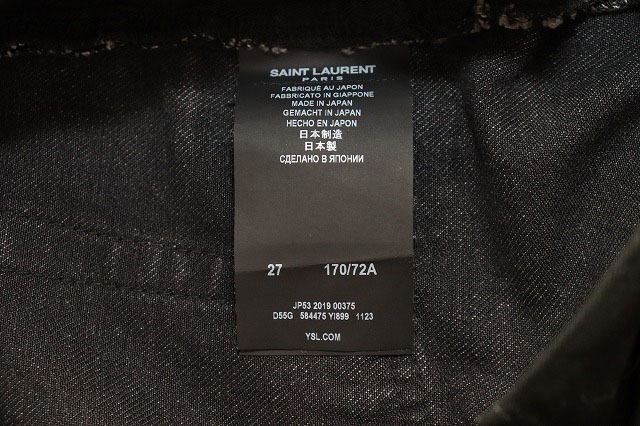 SAINT LAURENT
PARIS
FABRIQUÉ AU JAPON
FABBRICATO IN GIAPPONE
MADE IN JAPAN
GEMACHT IN JAPAN
HECHO EN JAPON
日本制造
日本製
СДЕЛАНО В ЯПОНИИ
27 170/72A
JP53 2019 00375
D55G 584475 YI899 1123
YSL.COM